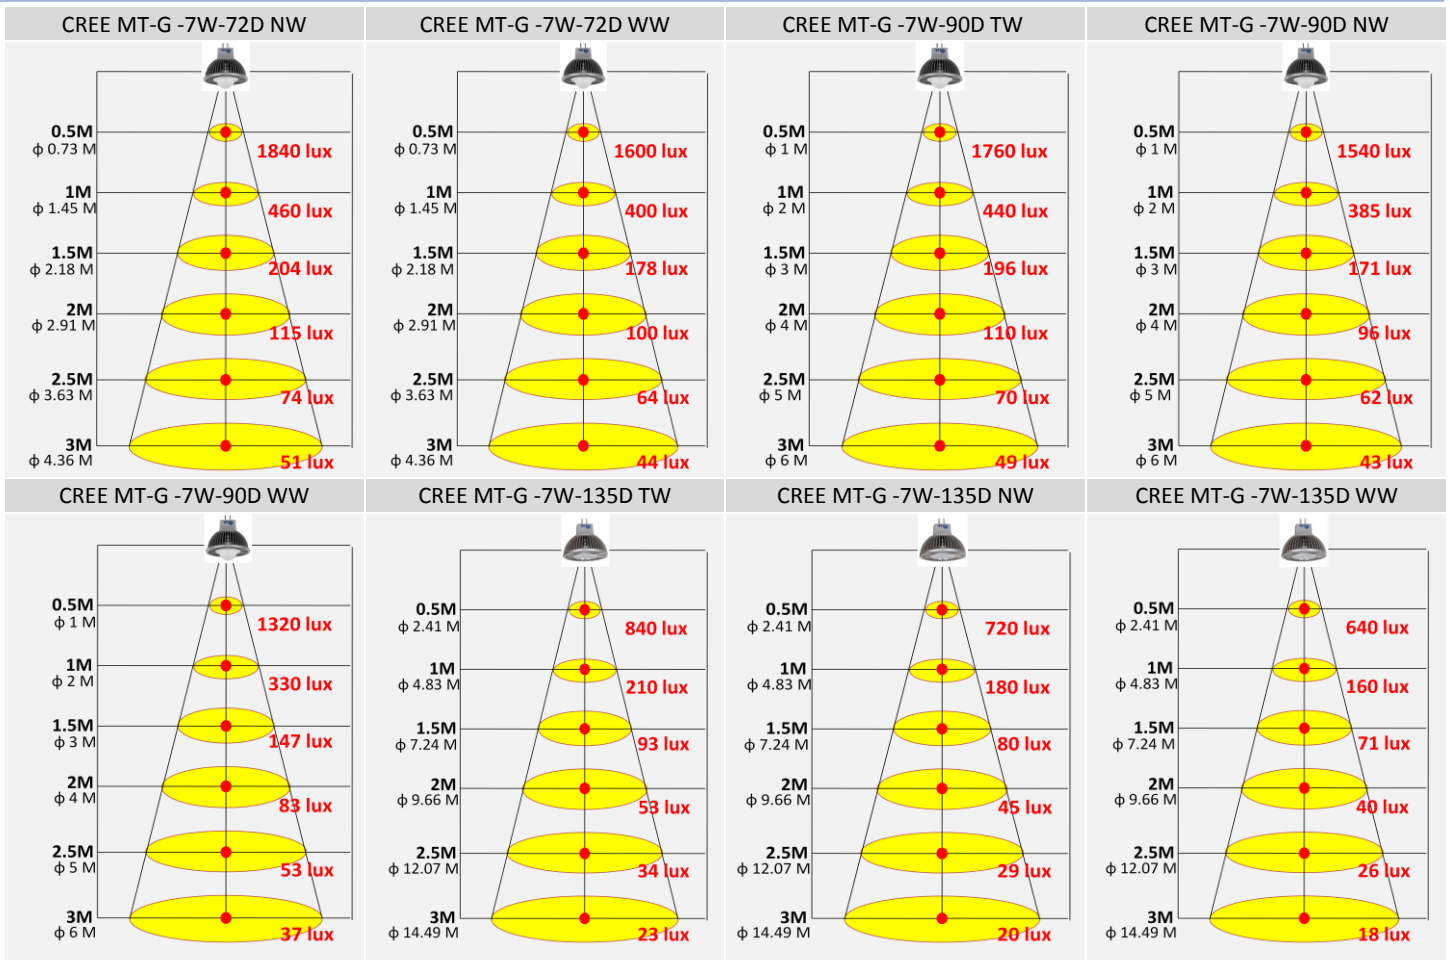 CREE MT-G -7W-72D NW
0.5M
ϕ 0.73 M
1840 lux
1M
ϕ 1.45 M
460 lux
1.5M
ϕ 2.18 M
204 lux
2M
ϕ 2.91 M
115 lux
2.5M
ϕ 3.63 M
74 lux
3M
ϕ 4.36 M
51 lux
CREE MT-G -7W-72D WW
0.5M
ϕ 0.73 M
1600 lux
1M
ϕ 1.45 M
400 lux
1.5M
ϕ 2.18 M
178 lux
2M
ϕ 2.91 M
100 lux
2.5M
ϕ 3.63 M
64 lux
3M
ϕ 4.36 M
44 lux
CREE MT-G -7W-90D TW
0.5M
ϕ 1 M
1760 lux
1M
ϕ 2 M
440 lux
1.5M
ϕ 3 M
196 lux
2M
ϕ 4 M
110 lux
2.5M
ϕ 5 M
70 lux
3M
ϕ 6 M
49 lux
CREE MT-G -7W-90D NW
0.5M
ϕ 1 M
1540 lux
1M
ϕ 2 M
385 lux
1.5M
ϕ 3 M
171 lux
2M
ϕ 4 M
96 lux
2.5M
ϕ 5 M
62 lux
3M
ϕ 6 M
43 lux
CREE MT-G -7W-90D WW
0.5M
ϕ 1 M
1320 lux
1M
ϕ 2 M
330 lux
1.5M
ϕ 3 M
147 lux
2M
ϕ 4 M
83 lux
2.5M
ϕ 5 M
53 lux
3M
ϕ 6 M
37 lux
CREE MT-G -7W-135D TW
0.5M
ϕ 2.41 M
840 lux
1M
ϕ 4.83 M
210 lux
1.5M
ϕ 7.24 M
93 lux
2M
ϕ 9.66 M
53 lux
2.5M
ϕ 12.07 M
34 lux
3M
ϕ 14.49 M
23 lux
CREE MT-G -7W-135D NW
0.5M
ϕ 2.41 M
720 lux
1M
ϕ 4.83 M
180 lux
1.5M
ϕ 7.24 M
80 lux
2M
ϕ 9.66 M
45 lux
2.5M
ϕ 12.07 M
29 lux
3M
ϕ 14.49 M
20 lux
CREE MT-G -7W-135D WW
0.5M
ϕ 2.41 M
640 lux
1M
ϕ 4.83 M
160 lux
1.5M
ϕ 7.24 M
71 lux
2M
ϕ 9.66 M
40 lux
2.5M
ϕ 12.07 M
26 lux
3M
ϕ 14.49 M
18 lux